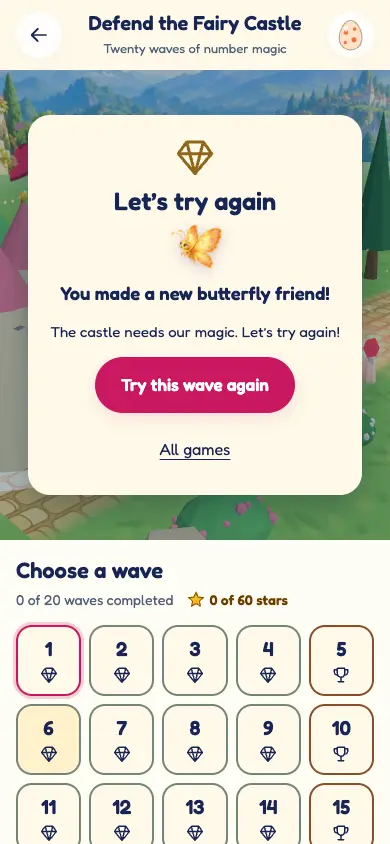 Defend the Fairy Castle
Twenty waves of number magic
Let's try again
You made a new butterfly friend!
The castle needs our magic. Let's try again!
Try this wave again
All games
Choose a wave
0 of 20 waves completed 0 of 60 stars
1 2 3 4 5
6 7 8 9 10
11 12 13 14 15